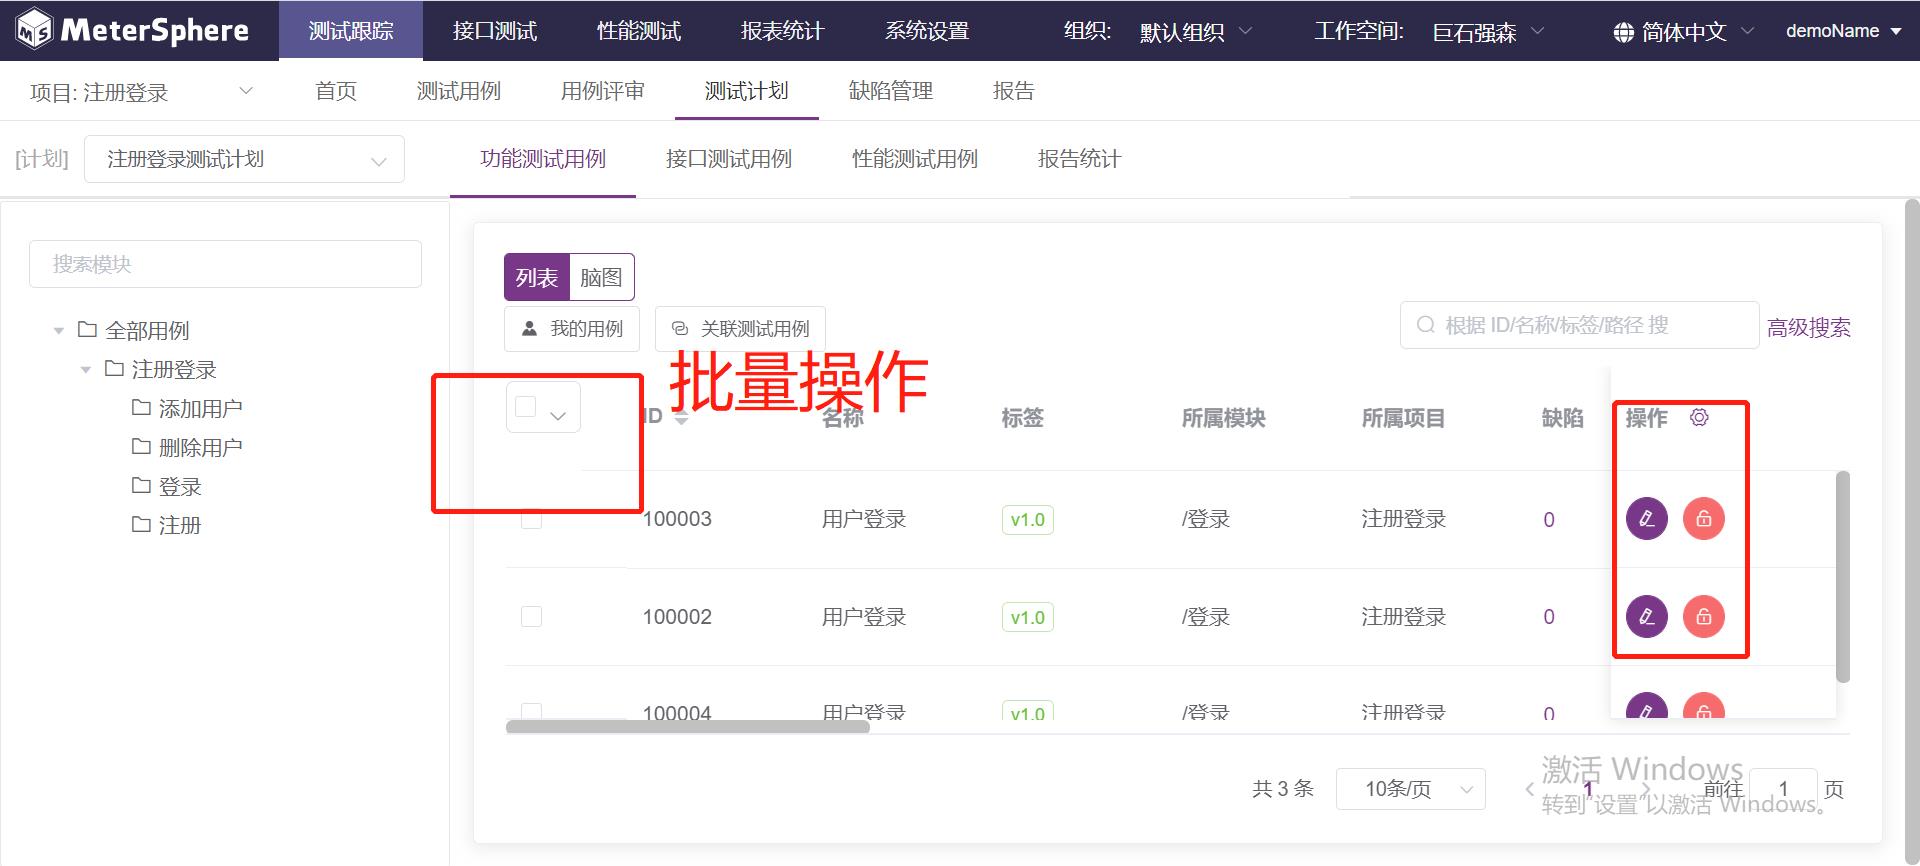 MeterSphere 测试跟踪 接口测试 性能测试 报表统计 系统设置 组织: 默认组织 工作空间: 巨石强森 简体中文 demoName
项目: 注册登录 首页 测试用例 用例评审 测试计划 缺陷管理 报告
[计划] 注册登录测试计划 功能测试用例 接口测试用例 性能测试用例 报告统计
搜索模块
全部用例
注册登录
添加用户
删除用户
登录
注册
列表 脑图
我的用例 关联测试用例
根据 ID/名称/标签/路径 搜 高级搜索
批量操作
ID 名称 标签 所属模块 所属项目 缺陷 操作
100003 用户登录 v1.0 /登录 注册登录 0
100002 用户登录 v1.0 /登录 注册登录 0
100004 用户登录 v1.0 /登录 注册登录 0
共 3 条 10条/页 1 前往 1 页
激活 Windows
转到"设置"以激活 Windows。